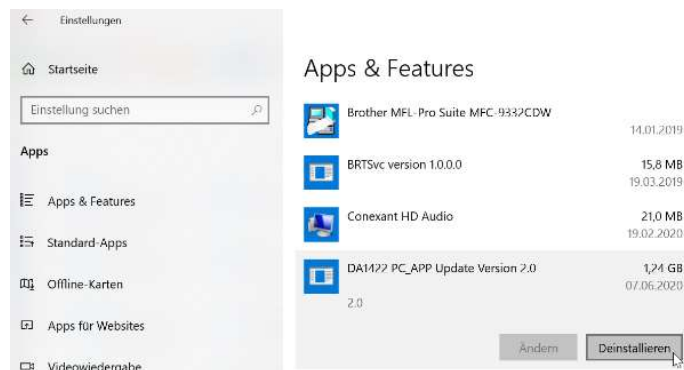 Einstellungen
Startseite
Einstellung suchen
Apps
Apps & Features
Standard-Apps
Offline-Karten
Apps für Websites
Videowiedergabe
Apps & Features
Brother MFL-Pro Suite MFC-9332CDW
14.01.2019
BRTSvc version 1.0.0.0 15,8 MB
19.03.2019
Conexant HD Audio 21,0 MB
19.02.2020
DA1422 PC_APP Update Version 2.0 1,24 GB
07.06.2020
2.0
Ändern Deinstallieren